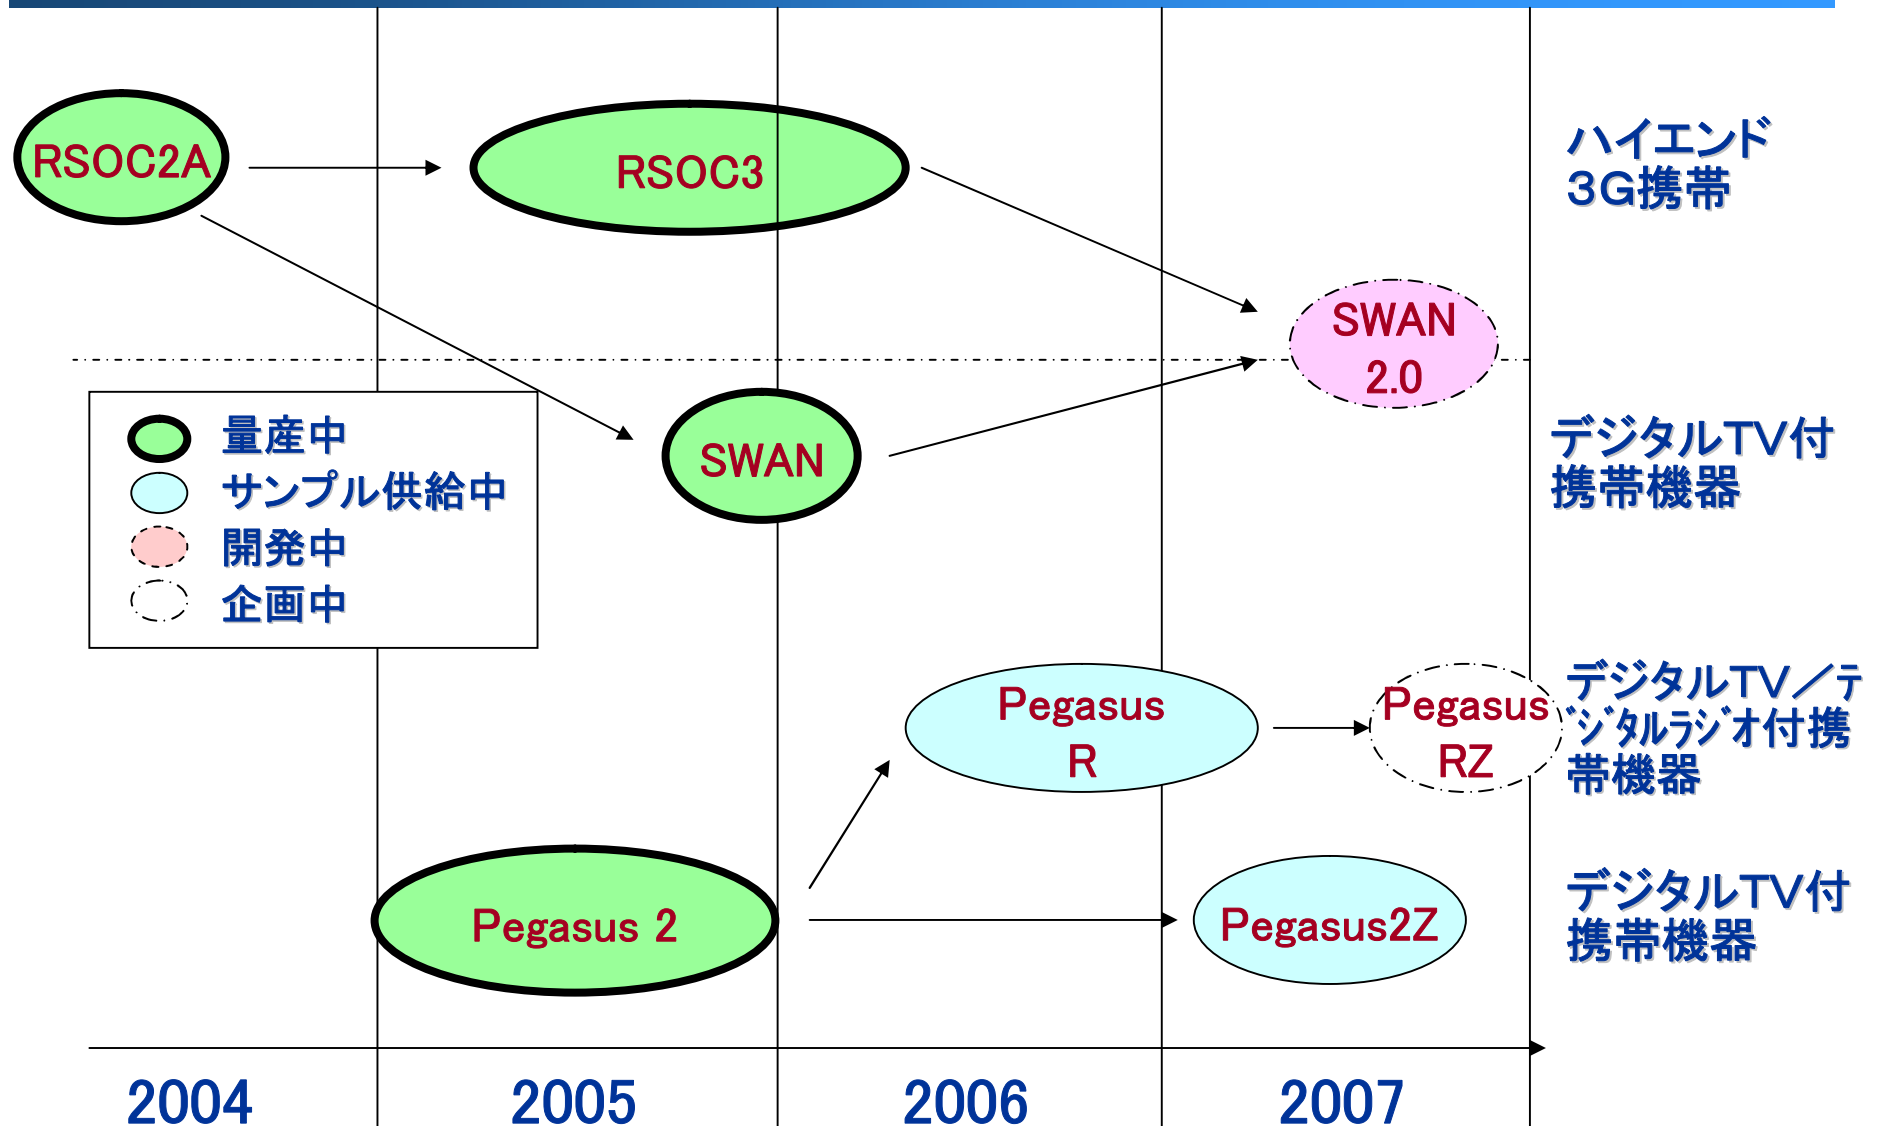 RSOC2A
RSOC3
ハイエンド
3G携帯
SWAN
2.0
量産中
サンプル供給中
開発中
企画中
SWAN
デジタルTV付
携帯機器
Pegasus
R
Pegasus
RZ
デジタルTV/ﾃ
ﾞｼﾞﾀﾙﾗｼﾞｵ付携
帯機器
Pegasus 2
Pegasus2Z
デジタルTV付
携帯機器
2004
2005
2006
2007